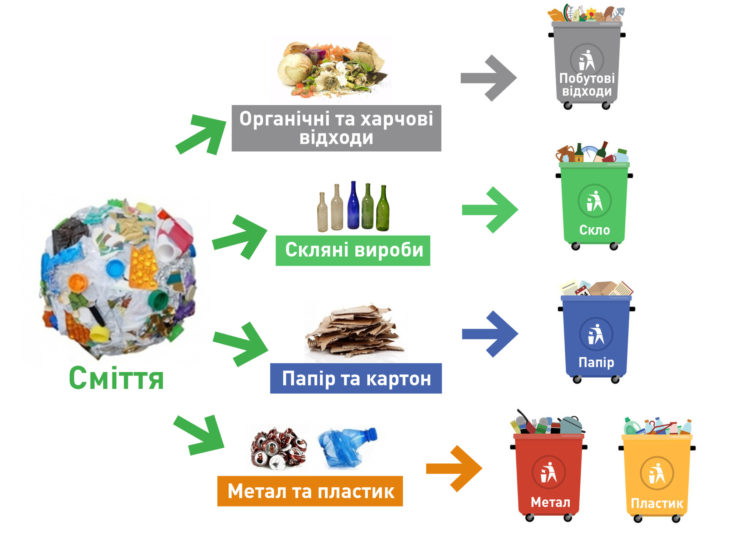 Побутові
відходи
Органічні та харчові
відходи
Скляні вироби
Скло
Сміття
Папір та картон
Папір
Метал та пластик
Метал
Пластик